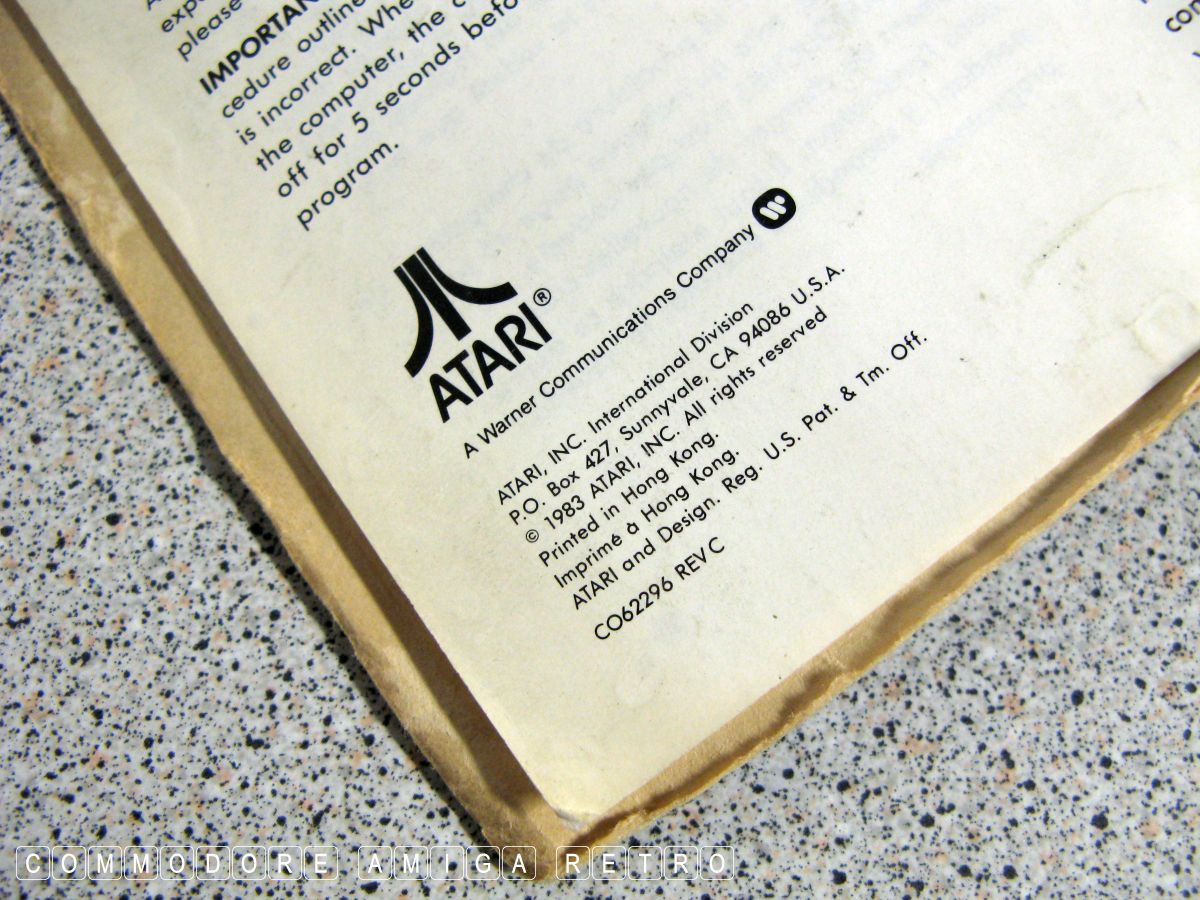 please
IMPORTAN
cedure outline
is incorrect. Whe
the computer, the c
off for 5 seconds befo
program.
ATARI®
A Warner Communications Company
ATARI, INC. International Division
P.O. Box 427, Sunnyvale, CA 94086 U.S.A.
© 1983 ATARI, INC. All rights reserved
Printed in Hong Kong.
Imprimé à Hong Kong.
ATARI and Design. Reg. U.S. Pat. & Tm. Off.
CO62296 REV C
COMMODORE AMIGA RETRO